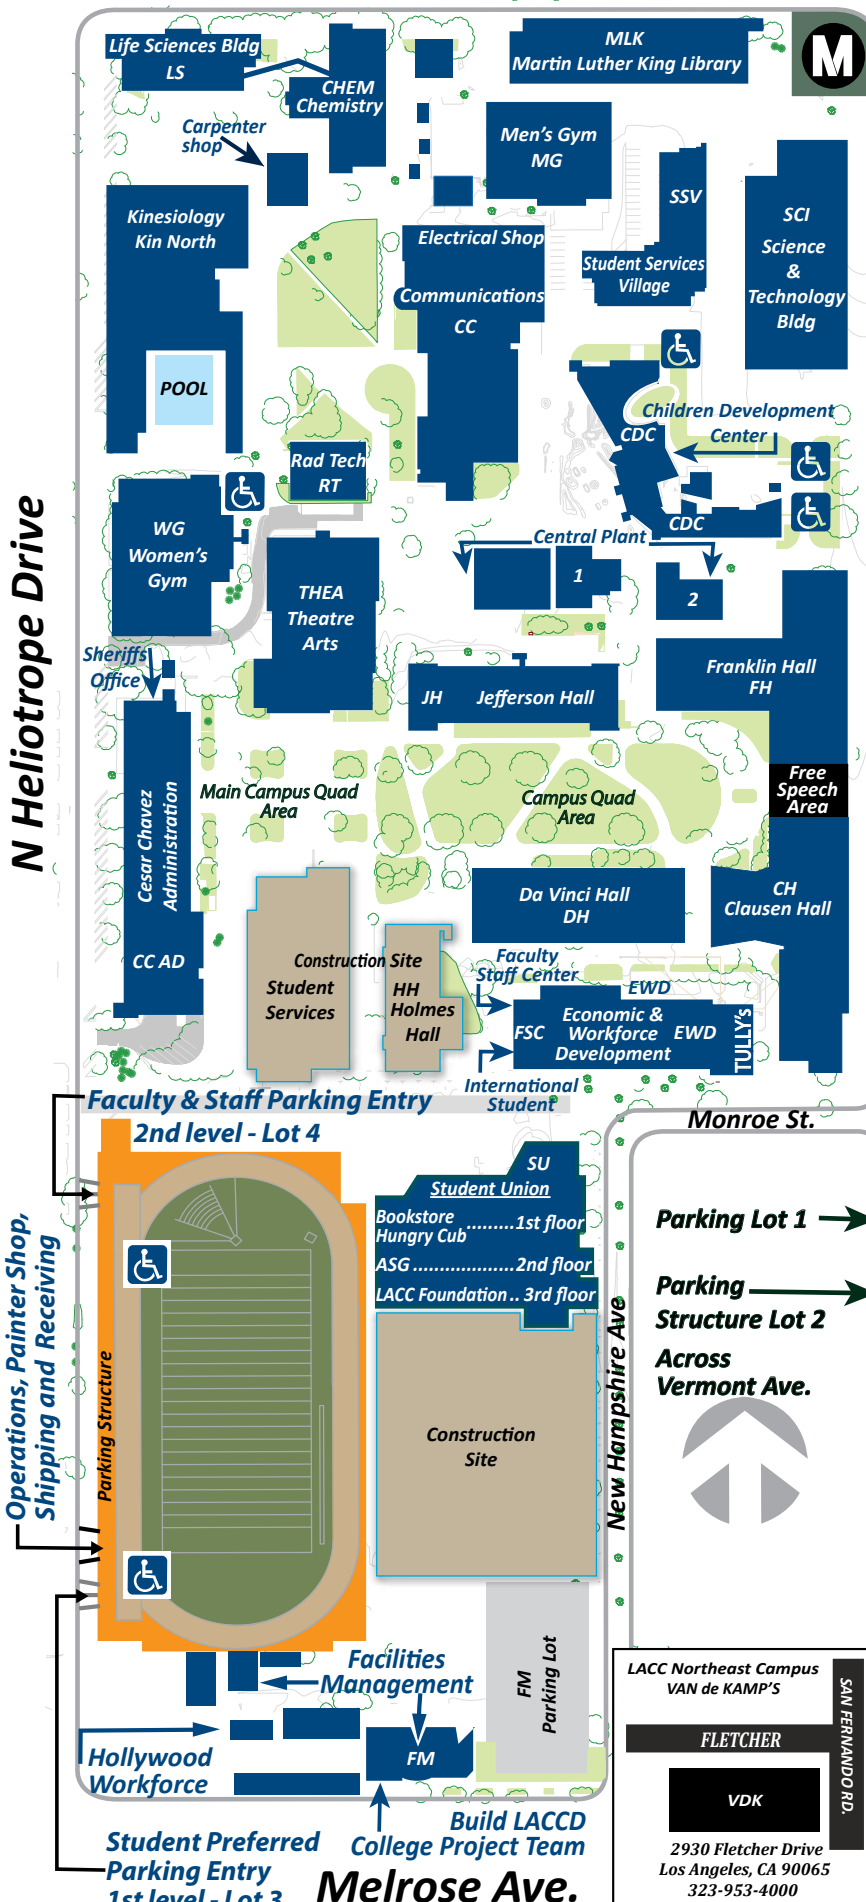 Life Sciences Bldg
LS
CHEM
Chemistry
MLK
Martin Luther King Library
M
Carpenter
shop
Men's Gym
MG
SSV
Student Services
Village
SCI
Science
&
Technology
Bldg
Kinesiology
Kin North
POOL
Electrical Shop
Communications
CC
Children Development
Center
CDC
CDC
Rad Tech
RT
WG
Women's
Gym
THEA
Theatre
Arts
Central Plant
1
2
N Heliotrope Drive
Sheriffs
Office
JH
Jefferson Hall
Franklin Hall
FH
Free
Speech
Area
Main Campus Quad
Area
Campus Quad
Area
Cesar Chavez
Administration
CC AD
Da Vinci Hall
DH
CH
Clausen Hall
Construction Site
Student
Services
HH
Holmes
Hall
Faculty
Staff Center
EWD
FSC
Economic &
Workforce
Development
EWD
TULLY's
International
Student
Faculty & Staff Parking Entry
2nd level - Lot 4
Monroe St.
SU
Student Union
Bookstore
Hungry Cub .........1st floor
ASG ...................2nd floor
LACC Foundation .. 3rd floor
Parking Lot 1
Parking
Structure Lot 2
Across
Vermont Ave.
Operations, Painter Shop,
Shipping and Receiving
Parking Structure
Construction
Site
New Hampshire Ave
FM
Parking Lot
Facilities
Management
FM
Hollywood
Workforce
Build LACCD
College Project Team
Student Preferred
Parking Entry
1st level - Lot 3
Melrose Ave.
LACC Northeast Campus
VAN de KAMP'S
FLETCHER
SAN FERNANDO RD.
VDK
2930 Fletcher Drive
Los Angeles, CA 90065
323-953-4000